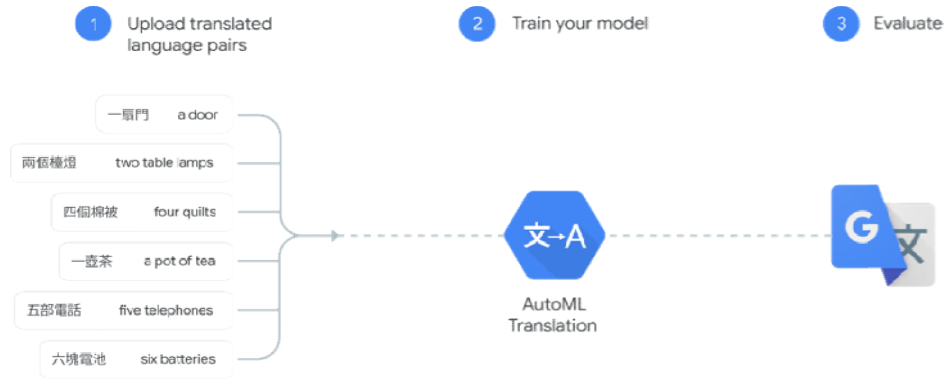 1 Upload translated
language pairs
2 Train your model
3 Evaluate
一扇門 a door
兩個檯燈 two table lamps
四個棉被 four quilts
一壺茶 a pot of tea
五部電話 five telephones
六塊電池 six batteries
文→A
AutoML
Translation
G 文